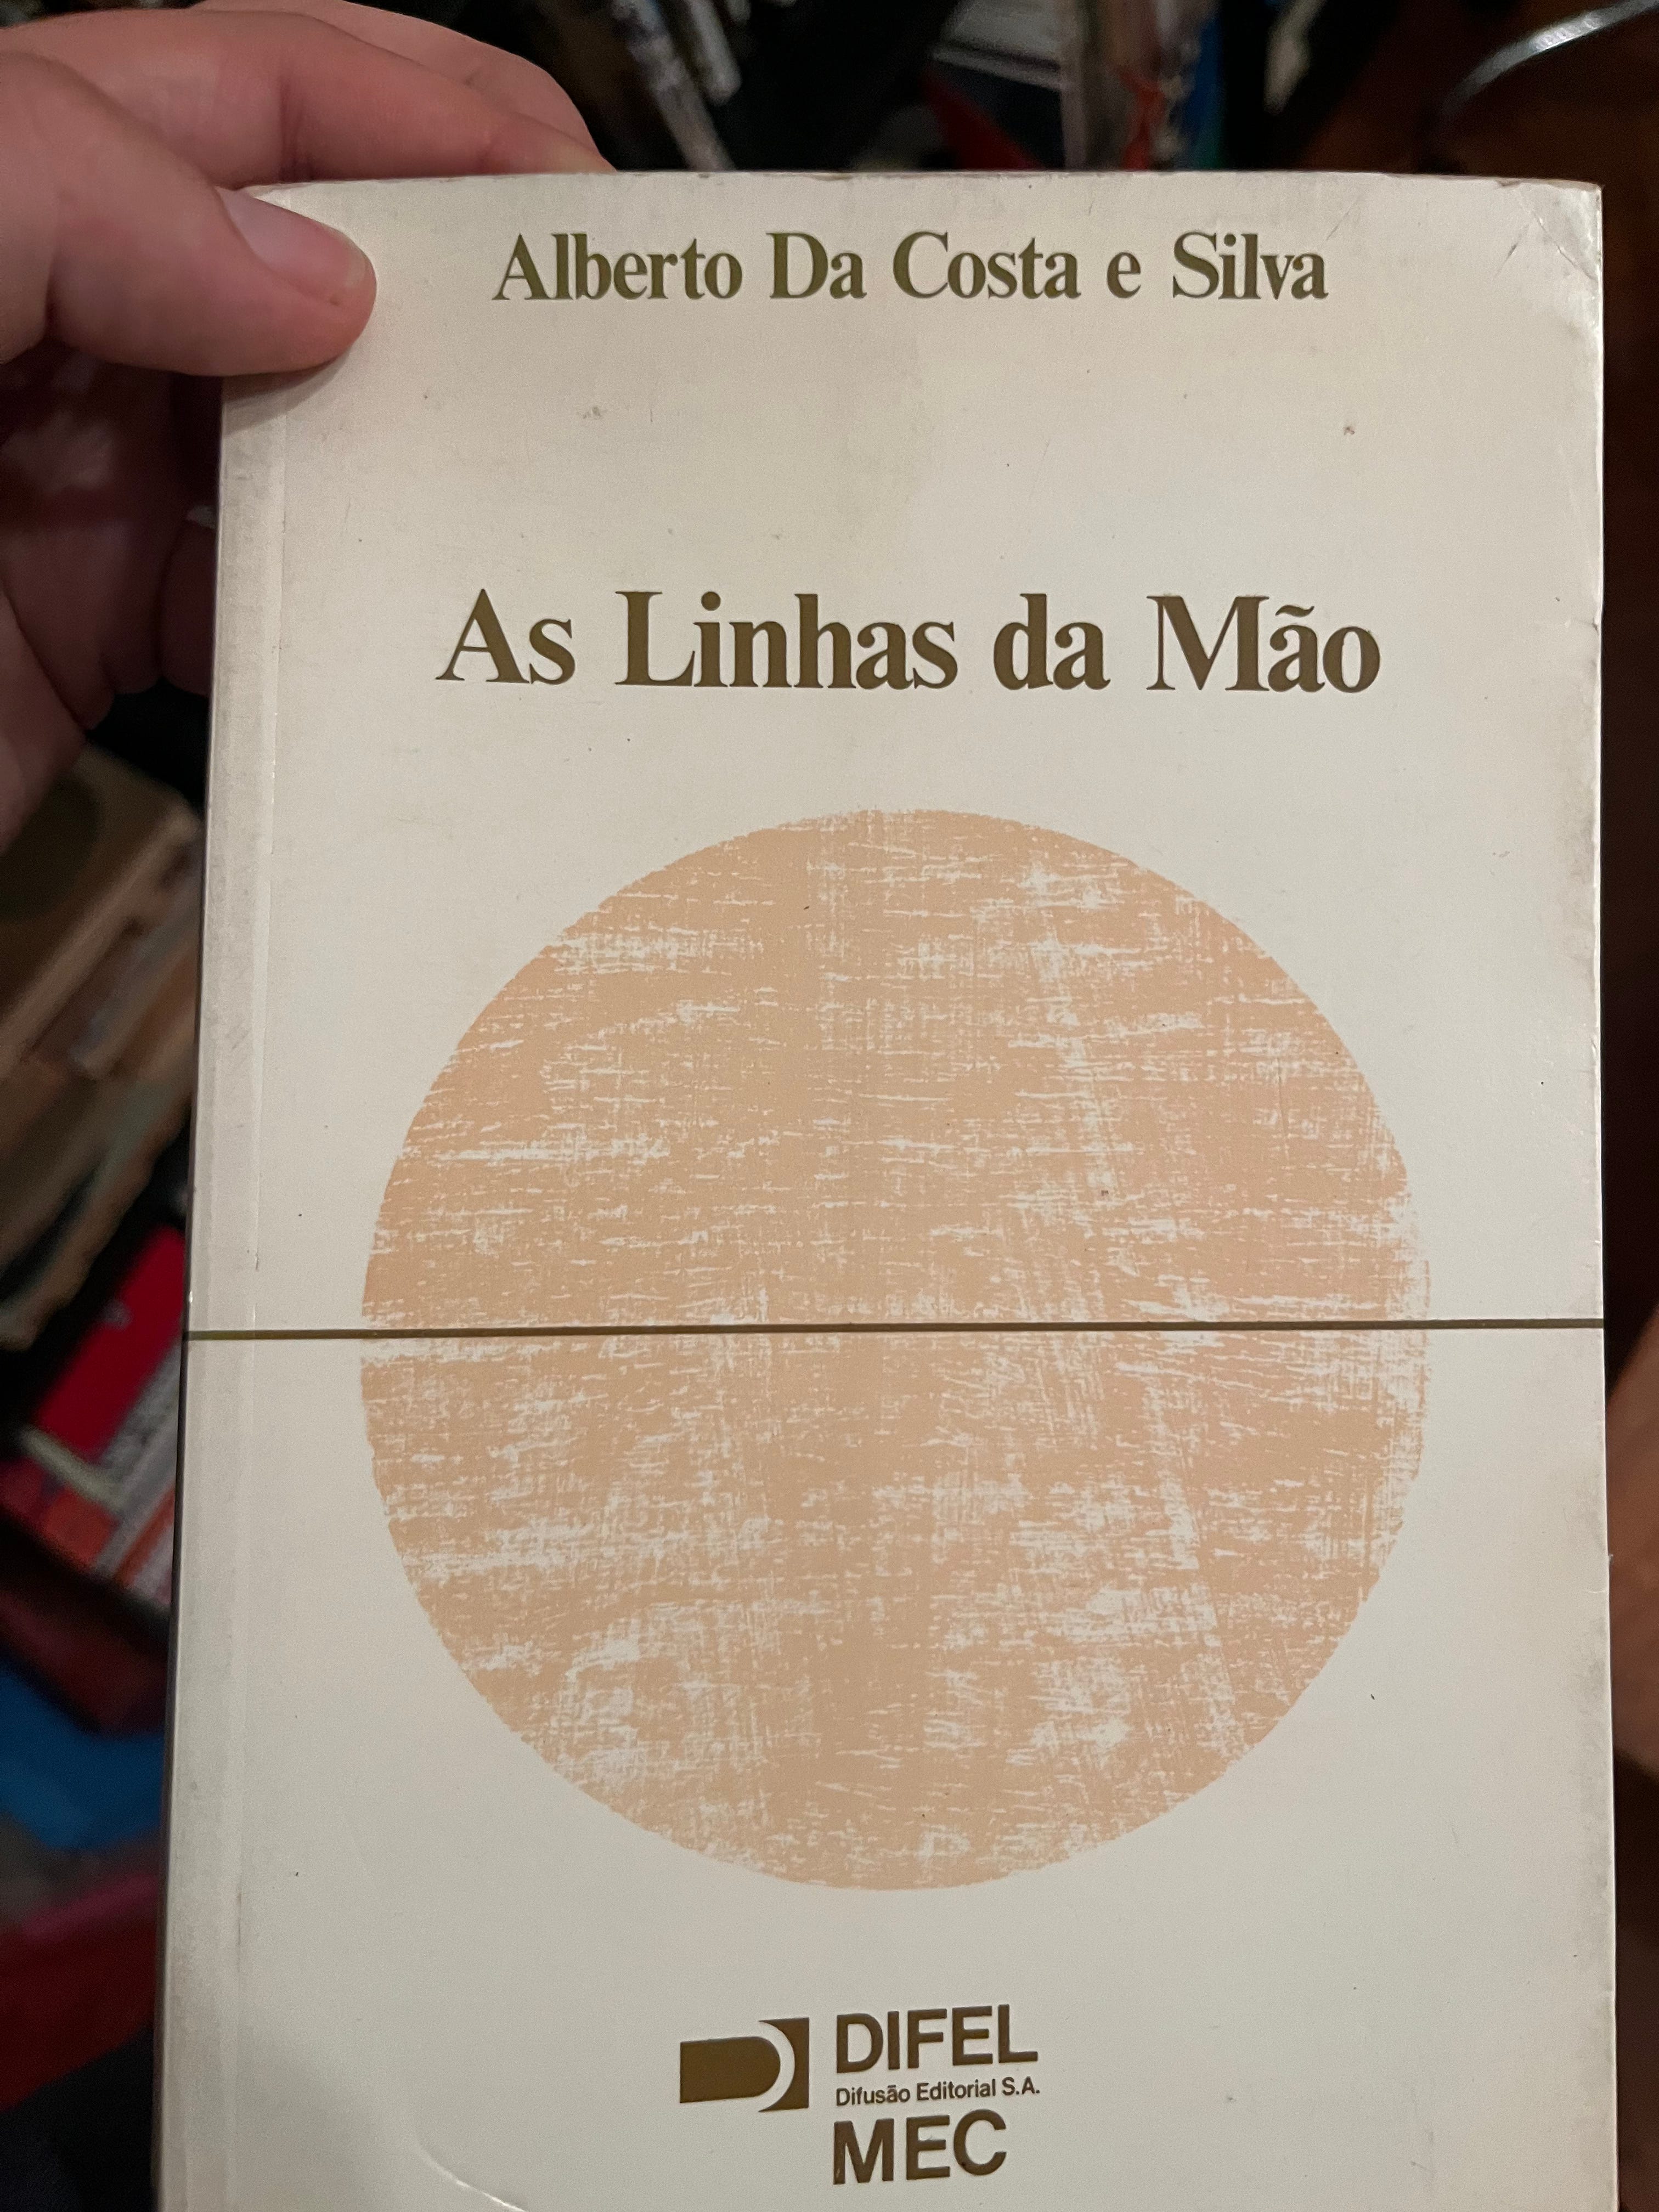 Alberto Da Costa e Silva
As Linhas da Mão
DIFEL
Difusão Editorial S.A.
MEC